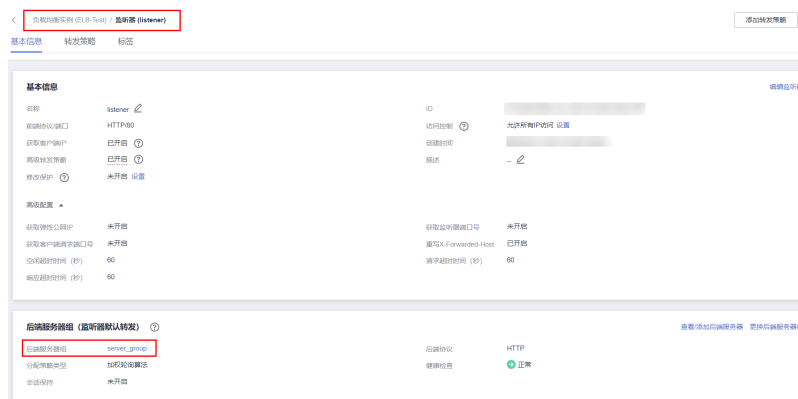 负载均衡实例 (ELB-Test) / 监听器 (listener)
添加转发策略
基本信息 转发策略 标签
基本信息
编辑监听
名称 listener
ID
前端协议/端口 HTTP/80
访问控制 允许所有IP访问 设置
获取客户端IP 已开启
创建时间
高级转发策略 已开启
描述 --
修改保护 未开启 设置
高级配置
获取弹性公网IP 未开启
获取监听器端口号 未开启
获取客户端请求端口号 未开启
重写X-Forwarded-Host 已开启
空闲超时时间（秒） 60
请求超时时间（秒） 60
响应超时时间（秒） 60
后端服务器组（监听器默认转发）
查看/添加后端服务器 更换后端服务器
后端服务器组 server_group
后端协议 HTTP
分配策略类型 加权轮询算法
健康检查 正常
会话保持 未开启